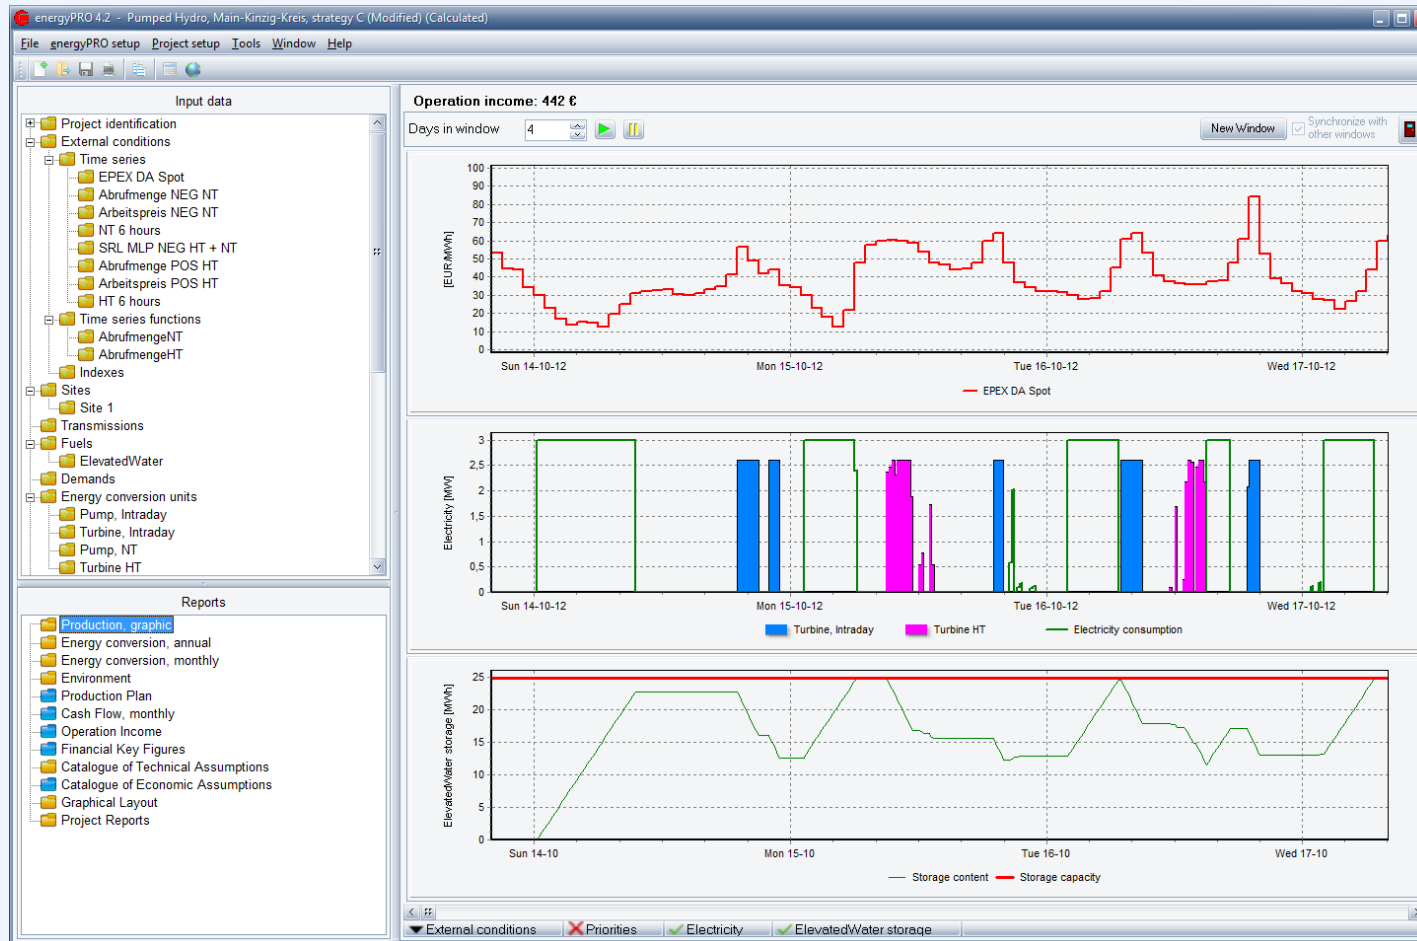 energyPRO 4.2 - Pumped Hydro, Main-Kinzig-Kreis, strategy C (Modified) (Calculated)
File energyPRO setup Project setup Tools Window Help
Input data
Project identification
External conditions
Time series
EPEX DA Spot
Abrufmenge NEG NT
Arbeitspreis NEG NT
NT 6 hours
SRL MLP NEG HT + NT
Abrufmenge POS HT
Arbeitspreis POS HT
HT 6 hours
Time series functions
AbrufmengeNT
AbrufmengeHT
Indexes
Sites
Site 1
Transmissions
Fuels
ElevatedWater
Demands
Energy conversion units
Pump, Intraday
Turbine, Intraday
Pump, NT
Turbine HT
Reports
Production, graphic
Energy conversion, annual
Energy conversion, monthly
Environment
Production Plan
Cash Flow, monthly
Operation Income
Financial Key Figures
Catalogue of Technical Assumptions
Catalogue of Economic Assumptions
Graphical Layout
Project Reports
Operation income: 442 €
Days in window 4 New Window Synchronize with
other windows
[EUR/MWh]
100
90
80
70
60
50
40
30
20
10
0
Sun 14-10-12 Mon 15-10-12 Tue 16-10-12 Wed 17-10-12
EPEX DA Spot
Electricity [MW]
3
2,5
2
1,5
1
0,5
0
Sun 14-10-12 Mon 15-10-12 Tue 16-10-12 Wed 17-10-12
Turbine, Intraday Turbine HT Electricity consumption
ElevatedWater storage [MWh]
25
20
15
10
5
0
Sun 14-10 Mon 15-10 Tue 16-10 Wed 17-10
Storage content Storage capacity
External conditions Priorities Electricity ElevatedWater storage